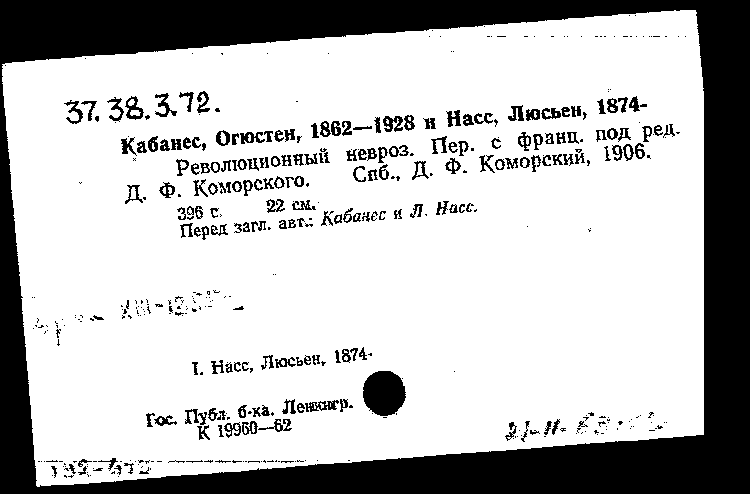 37.38.3.72.
Кабанес, Огюстен, 1862—1928 и Насс, Люсьен, 1874-
Революционный невроз. Пер. с франц. под ред.
Д. Ф. Коморского. Спб., Д. Ф. Коморский, 1906.
396 с. 22 см.
Перед загл. авт.: Кабанес и Л. Насс.
I. Насс, Люсьен, 1874-
Гос. Публ. б-ка. Ленингр.
К 19960—62